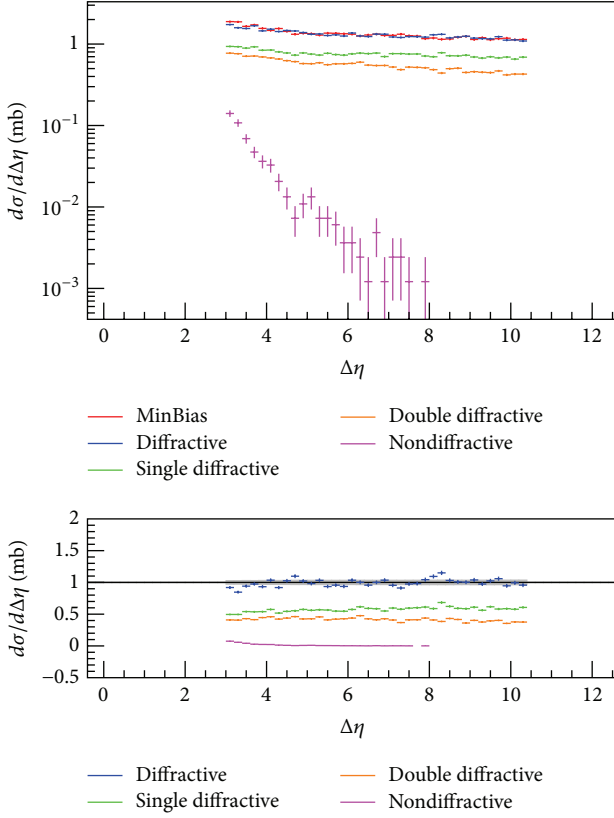 dσ/dΔη (mb)
1
10⁻¹
10⁻²
10⁻³
0 2 4 6 8 10 12
Δη
MinBias
Diffractive
Single diffractive
Double diffractive
Nondiffractive
dσ/dΔη (mb)
2
1.5
1
0.5
0
−0.5
0 2 4 6 8 10 12
Δη
Diffractive
Single diffractive
Double diffractive
Nondiffractive